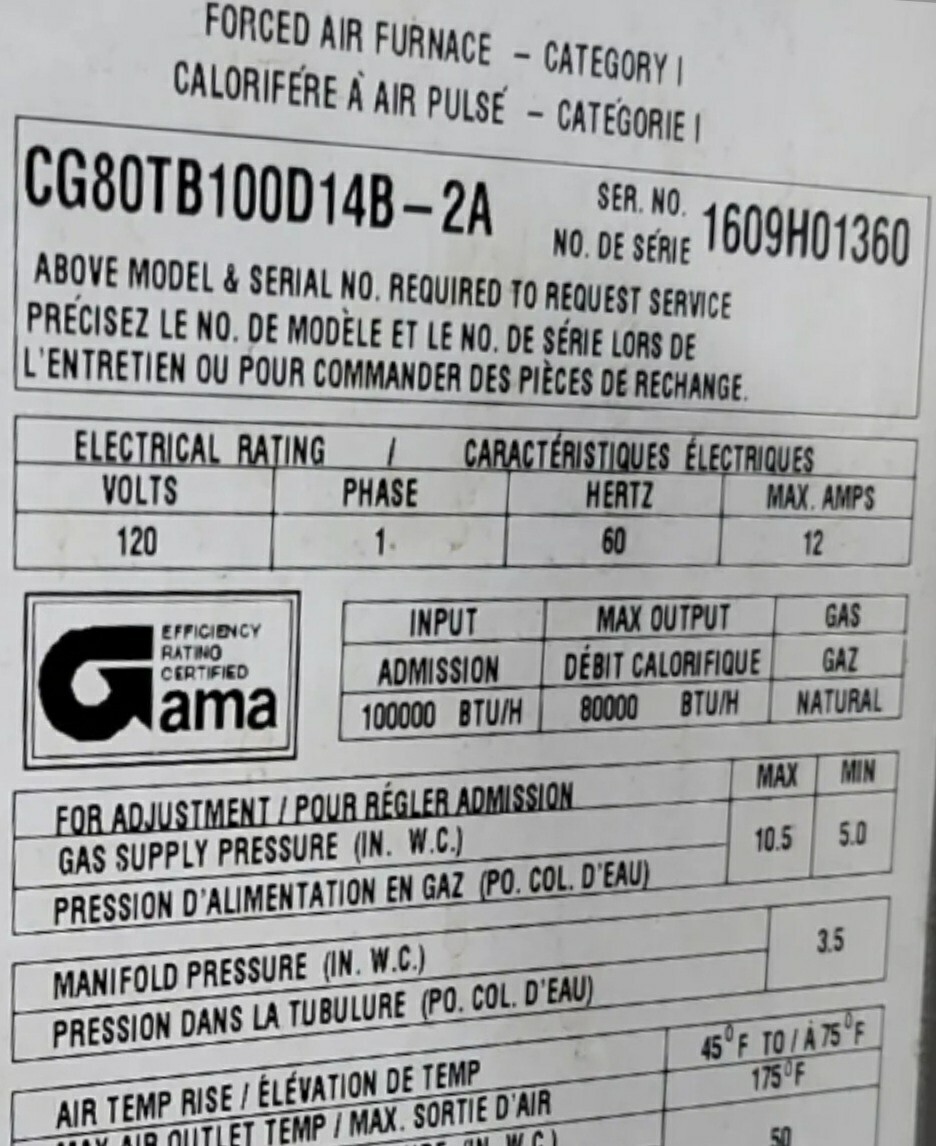 FORCED AIR FURNACE - CATEGORY I
CALORIFÉRE À AIR PULSÉ - CATÉGORIE I
CG80TB100D14B-2A
SER. NO.
NO. DE SÉRIE
1609H01360
ABOVE MODEL & SERIAL NO. REQUIRED TO REQUEST SERVICE
PRÉCISEZ LE NO. DE MODÈLE ET LE NO. DE SÉRIE LORS DE
L'ENTRETIEN OU POUR COMMANDER DES PIÈCES DE RECHANGE.
ELECTRICAL RATING / CARACTÉRISTIQUES ÉLECTRIQUES
VOLTS PHASE HERTZ MAX. AMPS
120 1 60 12
EFFICIENCY
RATING
CERTIFIED
Gama
INPUT MAX OUTPUT GAS
ADMISSION DÉBIT CALORIFIQUE GAZ
100000 BTU/H 80000 BTU/H NATURAL
MAX MIN
FOR ADJUSTMENT / POUR RÉGLER ADMISSION
GAS SUPPLY PRESSURE (IN. W.C.) 10.5 5.0
PRESSION D'ALIMENTATION EN GAZ (PO. COL. D'EAU)
MANIFOLD PRESSURE (IN. W.C.) 3.5
PRESSION DANS LA TUBULURE (PO. COL. D'EAU)
AIR TEMP RISE / ÉLÉVATION DE TEMP 45°F TO / À 75°F
MAX AIR OUTLET TEMP / MAX. SORTIE D'AIR 175°F
(IN. W.C.) 50